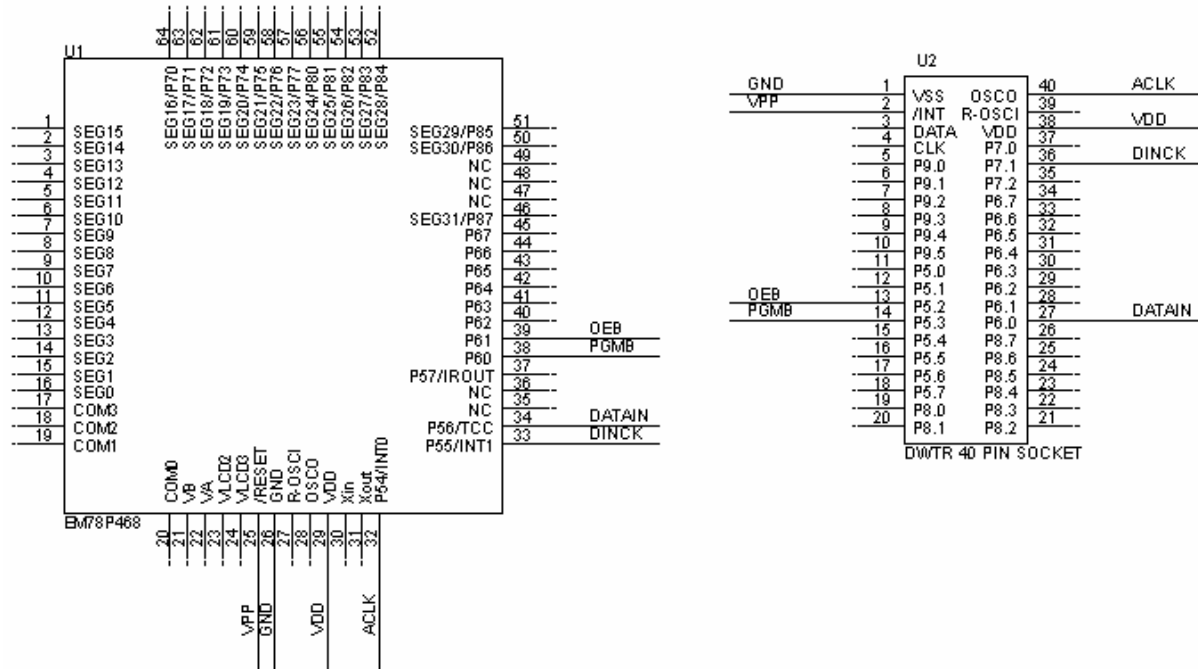 U1
64 63 62 61 60 59 58 57 56 55 54 53 52
SEG16/P70
SEG17/P71
SEG18/P72
SEG19/P73
SEG20/P74
SEG21/P75
SEG22/P76
SEG23/P77
SEG24/P80
SEG25/P81
SEG26/P82
SEG27/P83
SEG28/P84
1 SEG15
2 SEG14
3 SEG13
4 SEG12
5 SEG11
6 SEG10
7 SEG9
8 SEG8
9 SEG7
10 SEG6
11 SEG5
12 SEG4
13 SEG3
14 SEG2
15 SEG1
16 SEG0
17 COM3
18 COM2
19 COM1
SEG29/P85 51
SEG30/P86 50
NC 49
NC 48
NC 47
SEG31/P87 46
P67 45
P66 44
P65 43
P64 42
P63 41
P62 40
P61 39 OEB
P60 38 PGMB
P57/IROUT 37
NC 36
NC 35
P56/TCC 34 DATAIN
P55/INT1 33 DINCK
COM0
VB
VA
VLCD2
VLCD3
/RESET
GND
R-OSCI
OSCO
VDD
Xin
Xout
P54/INT0
EM78P468
20 21 22 23 24 25 26 27 28 29 30 31 32
VPP
GND
VDD
ACLK
U2
GND 1 VSS
VPP 2 /INT
3 DATA
4 CLK
5 P9.0
6 P9.1
7 P9.2
8 P9.3
9 P9.4
10 P9.5
11 P5.0
12 P5.1
OEB 13 P5.2
PGMB 14 P5.3
15 P5.4
16 P5.5
17 P5.6
18 P5.7
19 P8.0
20 P8.1
OSCO 40 ACLK
R-OSCI 39
VDD 38 VDD
P7.0 37
P7.1 36 DINCK
P7.2 35
P6.7 34
P6.6 33
P6.5 32
P6.4 31
P6.3 30
P6.2 29
P6.1 28
P6.0 27 DATAIN
P8.7 26
P8.6 25
P8.5 24
P8.4 23
P8.3 22
P8.2 21
DWTR 40 PIN SOCKET